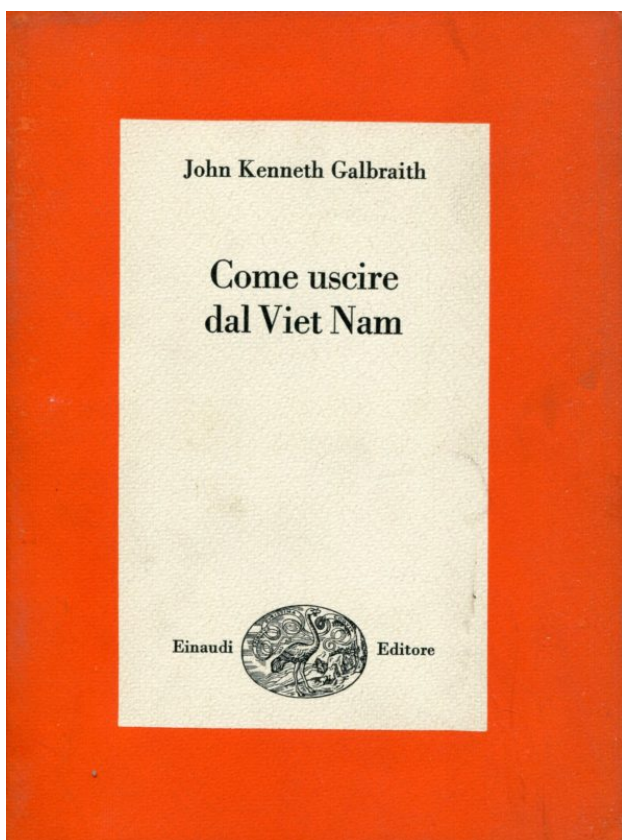 John Kenneth Galbraith
Come uscire
dal Viet Nam
Einaudi
Editore